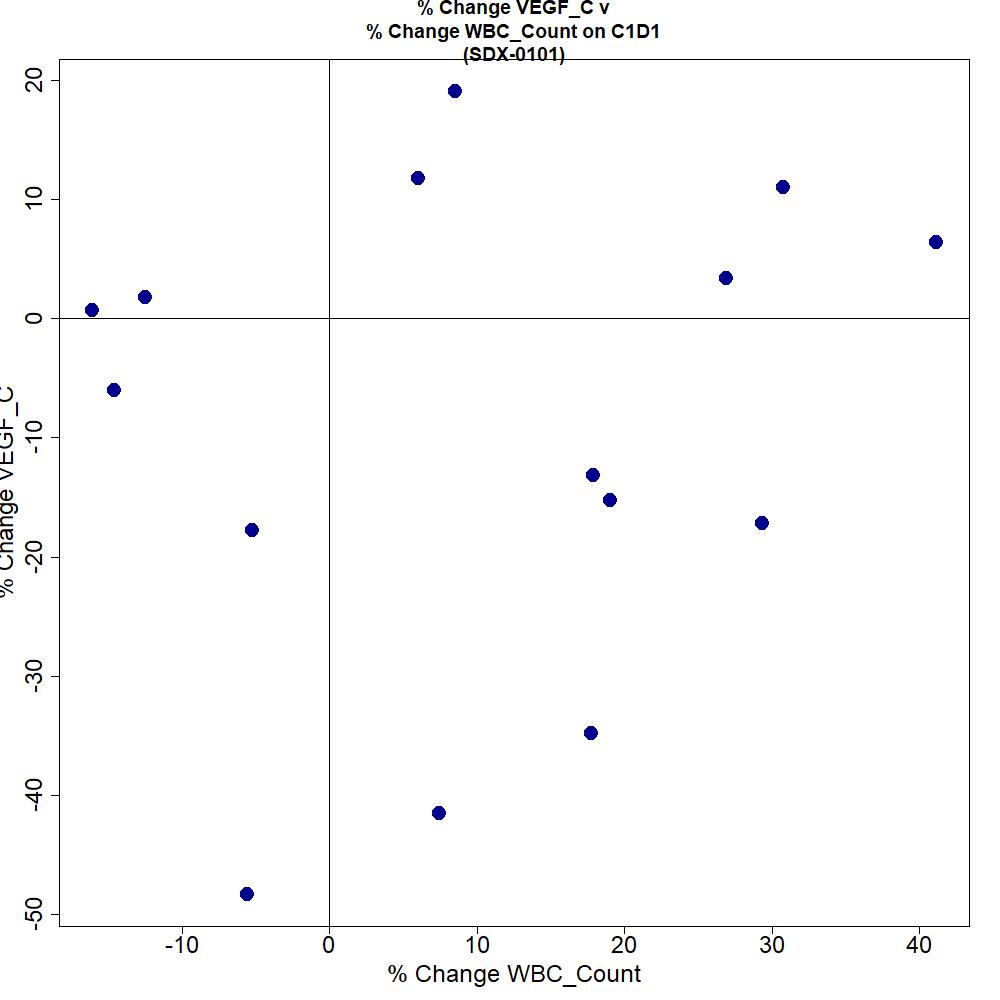 % Change VEGF_C v
% Change WBC_Count on C1D1
(SDX-0101)
20
10
0
-10
-20
-30
-40
-50
% Change VEGF_C
-10
0
10
20
30
40
% Change WBC_Count